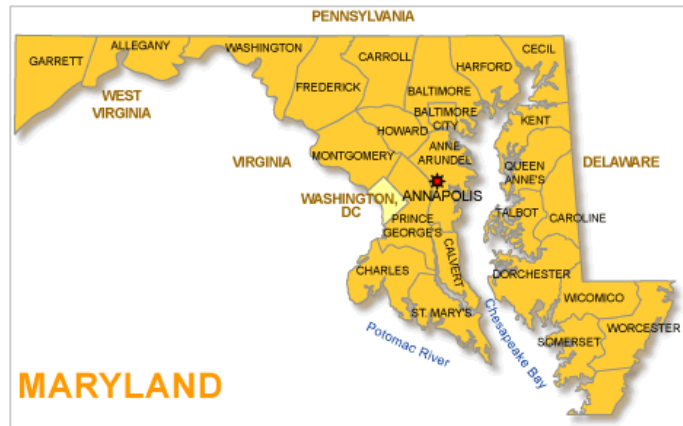 PENNSYLVANIA
GARRETT
ALLEGANY
WASHINGTON
CARROLL
CECIL
HARFORD
FREDERICK
BALTIMORE
WEST
VIRGINIA
BALTIMORE
CITY
KENT
HOWARD
VIRGINIA
MONTGOMERY
ANNE
ARUNDEL
QUEEN
ANNE'S
DELAWARE
WASHINGTON,
DC
ANNAPOLIS
PRINCE
GEORGE'S
TALBOT
CAROLINE
CHARLES
CALVERT
DORCHESTER
ST. MARY'S
WICOMICO
WORCESTER
SOMERSET
Potomac River
Chesapeake Bay
MARYLAND